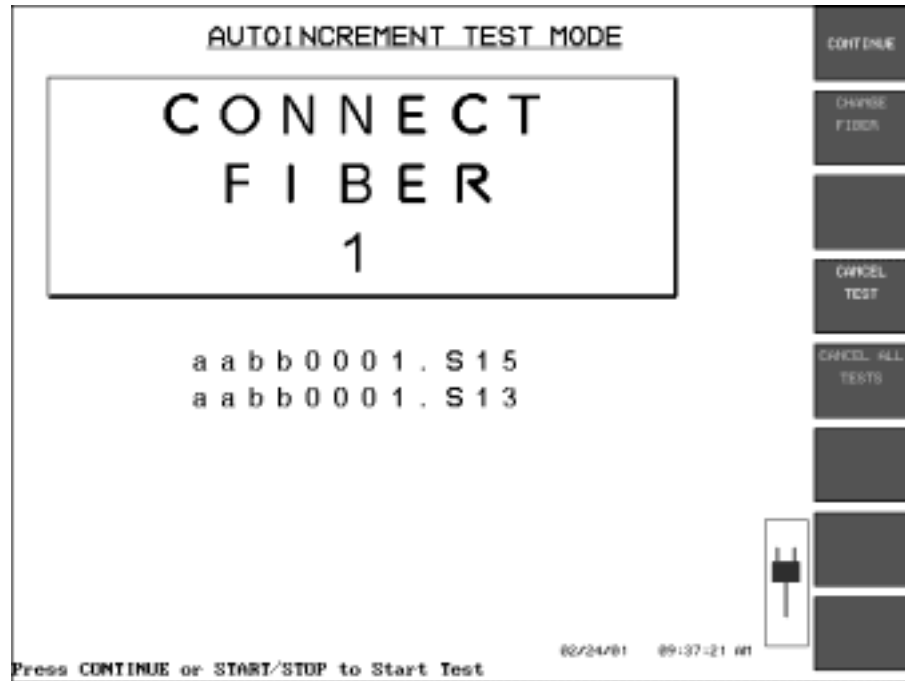 AUTOINCREMENT TEST MODE
CONNECT
FIBER
1
aabb0001.S15
aabb0001.S13
CONTINUE
CHANGE
FIBER
CANCEL
TEST
CANCEL ALL
TESTS
02/24/01 09:37:21 AM
Press CONTINUE or START/STOP to Start Test